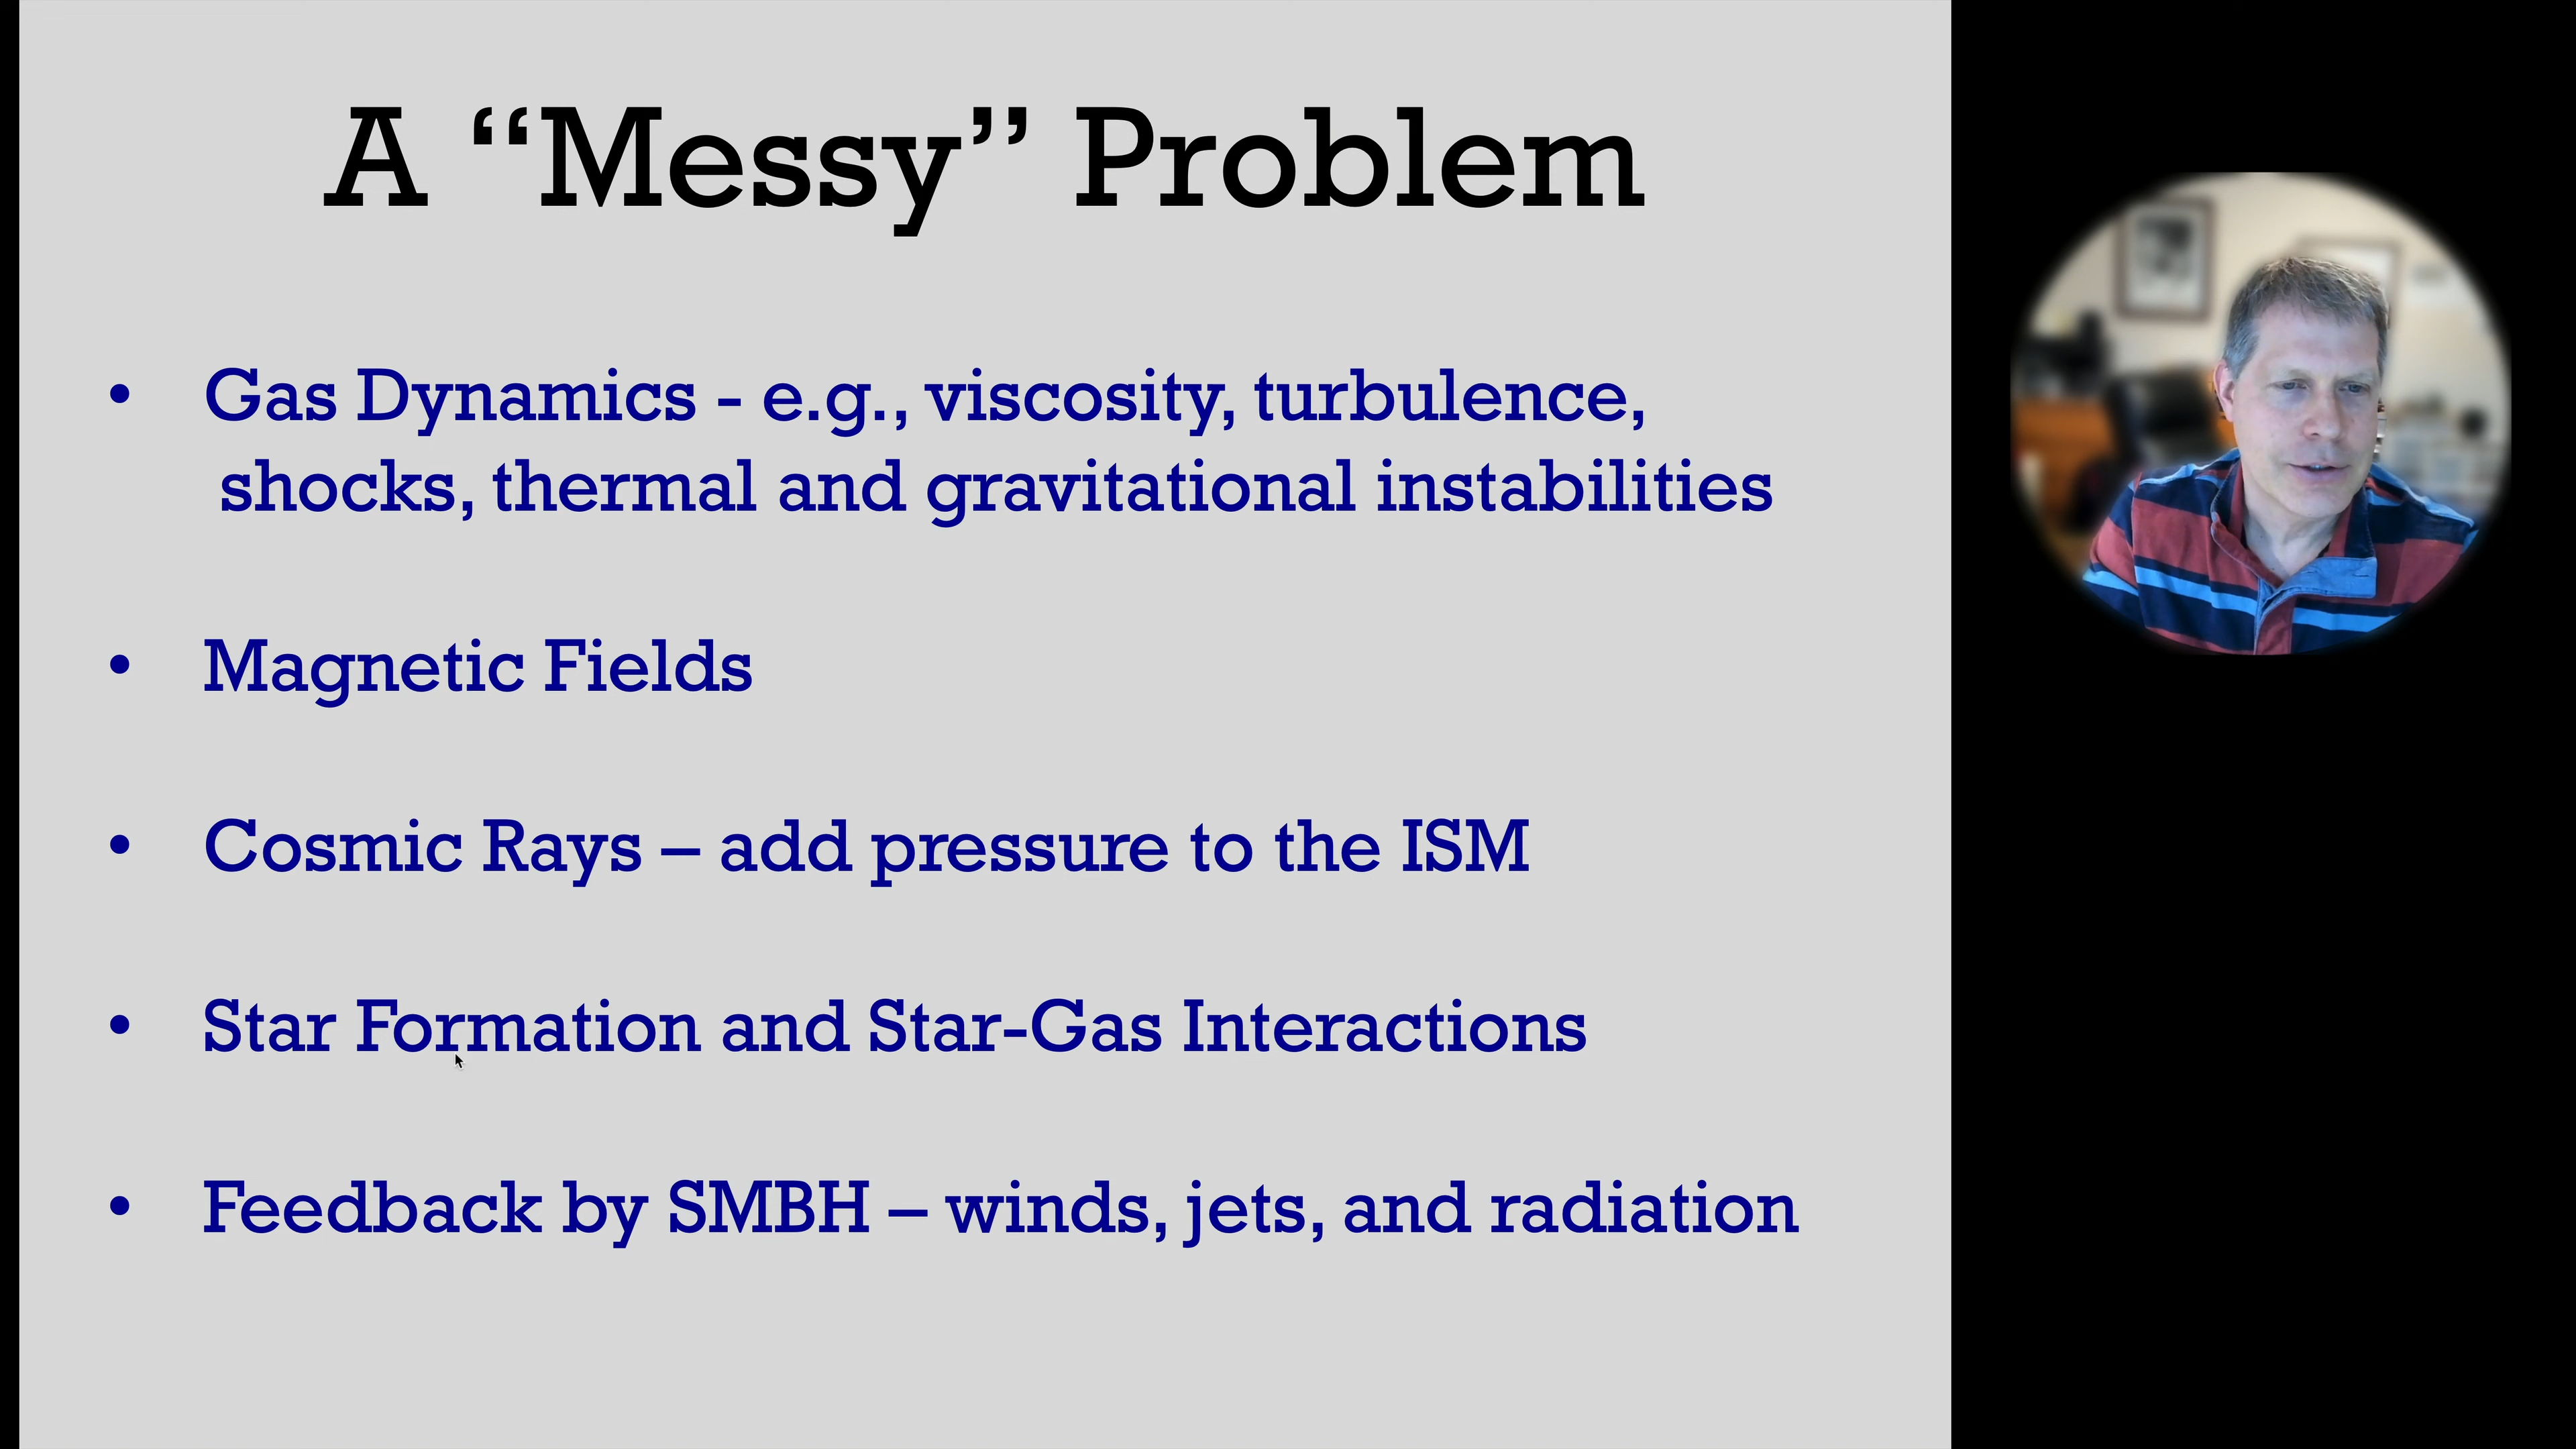 A “Messy” Problem
• Gas Dynamics - e.g., viscosity, turbulence,
shocks, thermal and gravitational instabilities
• Magnetic Fields
• Cosmic Rays – add pressure to the ISM
• Star Formation and Star-Gas Interactions
• Feedback by SMBH – winds, jets, and radiation